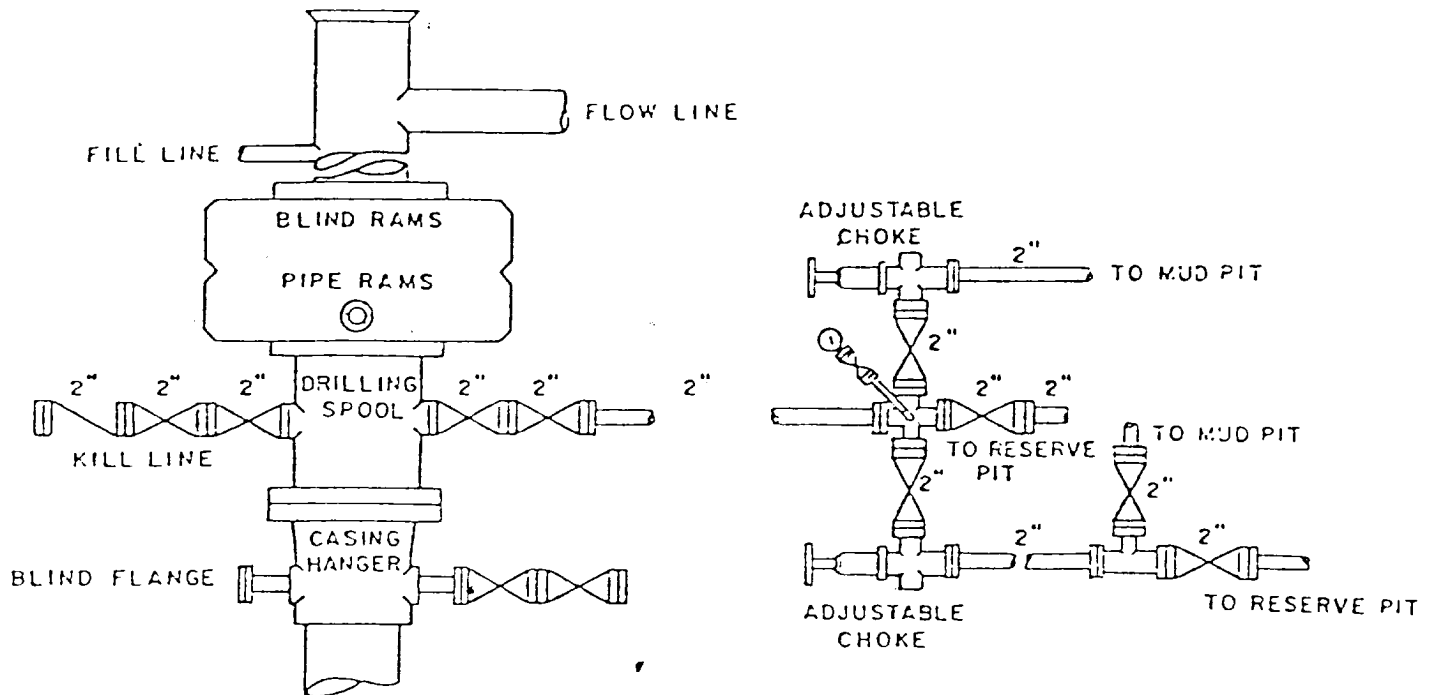 FLOW LINE
FILL LINE
BLIND RAMS
PIPE RAMS
2" 2" 2"
DRILLING
SPOOL
2" 2" 2"
KILL LINE
CASING
HANGER
BLIND FLANGE
ADJUSTABLE
CHOKE
2"
TO MUD PIT
2"
2" 2"
TO RESERVE
PIT
TO MUD PIT
2"
2"
2"
2"
TO RESERVE PIT
ADJUSTABLE
CHOKE